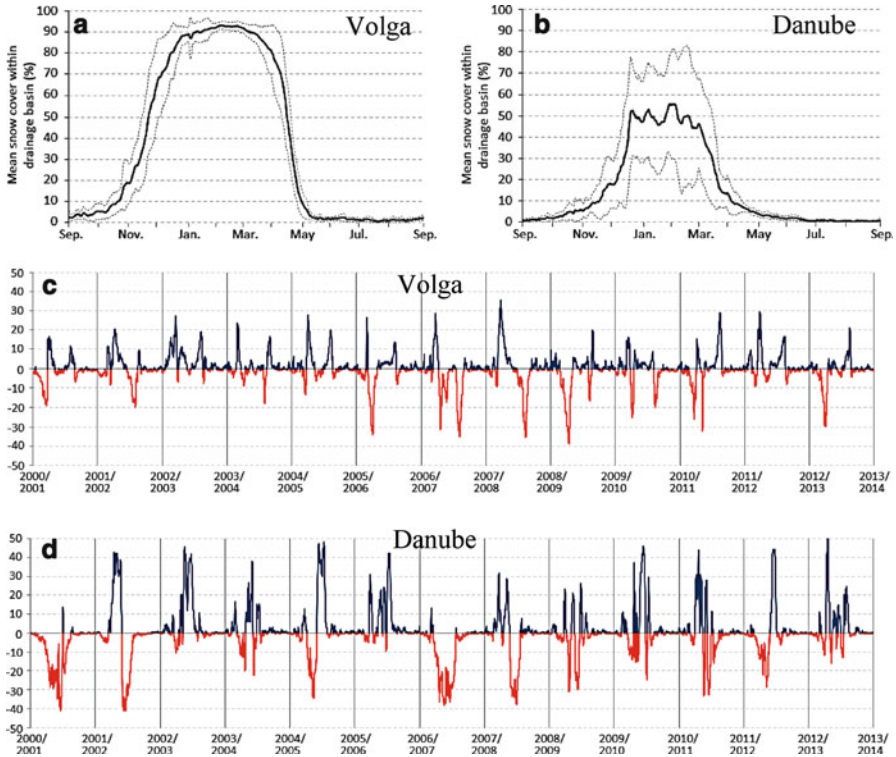 a
Volga
Mean snow cover within
drainage basin (%)
100
90
80
70
60
50
40
30
20
10
0
Sep.
Nov.
Jan.
Mar.
May
Jul.
Sep.
b
Danube
Mean snow cover within
drainage basin (%)
100
90
80
70
60
50
40
30
20
10
0
Sep.
Nov.
Jan.
Mar.
May
Jul.
Sep.
c
Volga
50
40
30
20
10
0
-10
-20
-30
-40
-50
2000/ 2001/ 2002/ 2003/ 2004/ 2005/ 2006/ 2007/ 2008/ 2009/ 2010/ 2011/ 2012/ 2013/
2001 2002 2003 2004 2005 2006 2007 2008 2009 2010 2011 2012 2013 2014
d
Danube
50
40
30
20
10
0
-10
-20
-30
-40
-50
2000/ 2001/ 2002/ 2003/ 2004/ 2005/ 2006/ 2007/ 2008/ 2009/ 2010/ 2011/ 2012/ 2013/
2001 2002 2003 2004 2005 2006 2007 2008 2009 2010 2011 2012 2013 2014